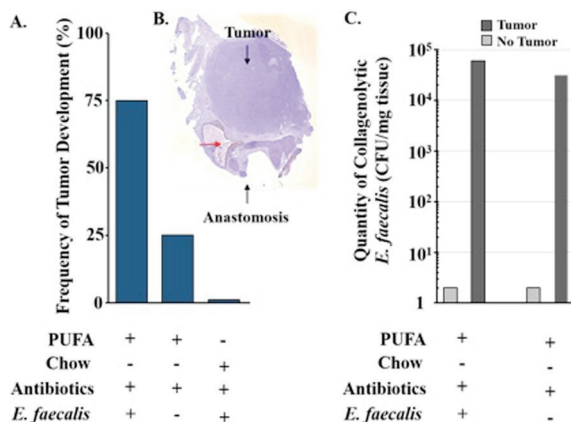 A.
Frequency of Tumor Development (%)
100
75
50
25
0
PUFA + + -
Chow - - +
Antibiotics + + +
E. faecalis + - +
B.
Tumor
Anastomosis
C.
Tumor
No Tumor
Quantity of Collagenolytic
E. faecalis (CFU/mg tissue)
10⁵
10⁴
10³
10²
10¹
1
PUFA + +
Chow - -
Antibiotics + +
E. faecalis + -